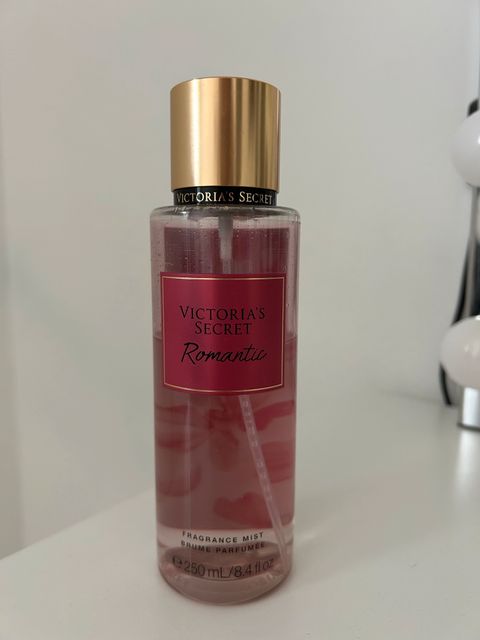 VICTORIA'S SECRET
VICTORIA'S
SECRET
Romantic
FRAGRANCE MIST
BRUME PARFUMÉE
℮250 mL/8.4 fl oz